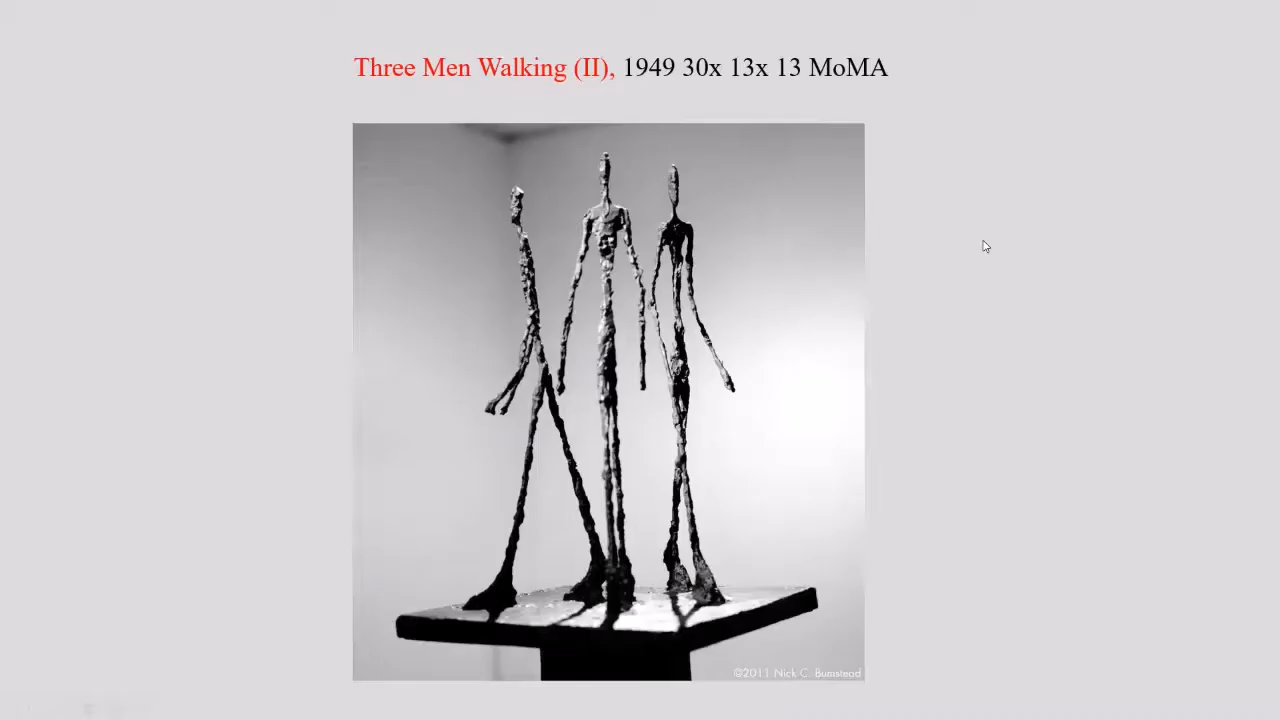 Three Men Walking (II), 1949 30x 13x 13 MoMA
©2011 Nick C. Bumstead